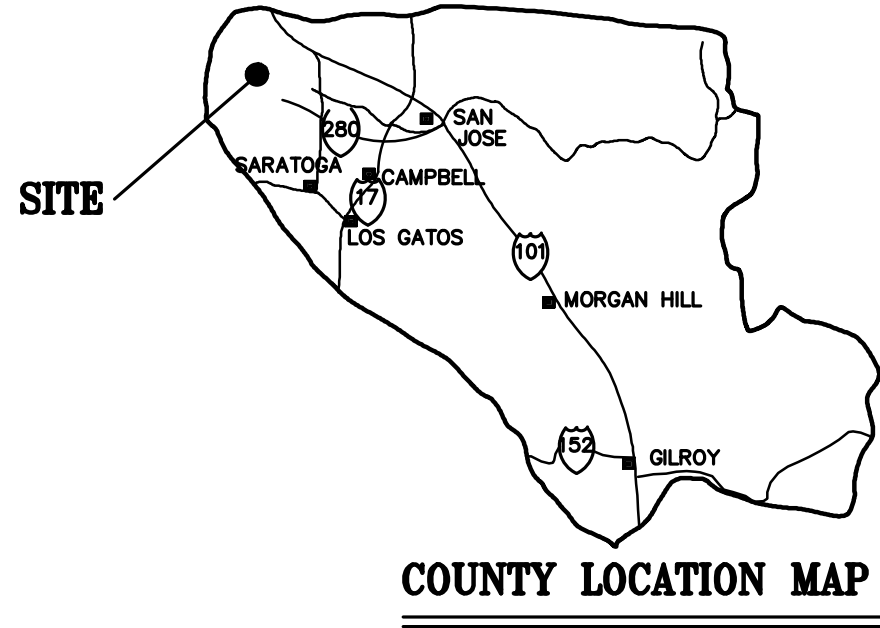 SAN
JOSE
280
SARATOGA
CAMPBELL
17
SITE
LOS GATOS
101
MORGAN HILL
152
GILROY
COUNTY LOCATION MAP